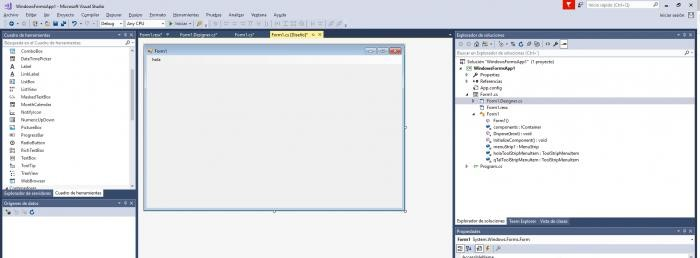 WindowsFormsApp1 - Microsoft Visual Studio
Inicio rápido (Ctrl+Q)
Archivo Editar Ver Proyecto Compilar Depurar Equipo Formato Herramientas Prueba Analizar Ventana Ayuda
Iniciar sesión
Debug Any CPU Iniciar
Cuadro de herramientas
Buscar en el Cuadro de herramientas
ComboBox
DateTimePicker
Label
LinkLabel
ListBox
ListView
MaskedTextBox
MonthCalendar
NotifyIcon
NumericUpDown
PictureBox
ProgressBar
RadioButton
RichTextBox
TextBox
ToolTip
TreeView
WebBrowser
Contenedores
Explorador de servidores Cuadro de herramientas
Orígenes de datos
Form1.resx* Form1.Designer.cs* Form1.cs* Form1.cs [Diseño]*
Form1
hola
Explorador de soluciones
Buscar en Explorador de soluciones (Ctrl+')
Solución "WindowsFormsApp1" (1 proyecto)
WindowsFormsApp1
Properties
Referencias
App.config
Form1.cs
Form1.Designer.cs
Form1.resx
Form1
Form1()
components : IContainer
Dispose(bool) : void
InitializeComponent() : void
menuStrip1 : MenuStrip
holaToolStripMenuItem : ToolStripMenuItem
qTalToolStripMenuItem : ToolStripMenuItem
Program.cs
Explorador de soluciones Team Explorer Vista de clases
Propiedades
Form1 System.Windows.Forms.Form
AccessibleName